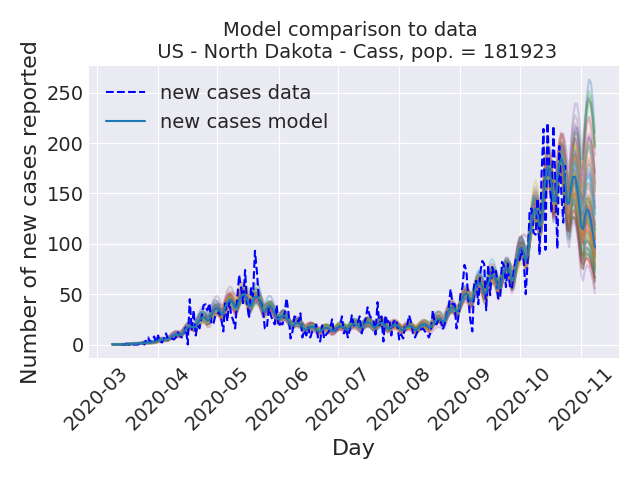 Model comparison to data
US - North Dakota - Cass, pop. = 181923
Number of new cases reported
250
200
150
100
50
0
new cases data
new cases model
2020-03
2020-04
2020-05
2020-06
2020-07
2020-08
2020-09
2020-10
2020-11
Day